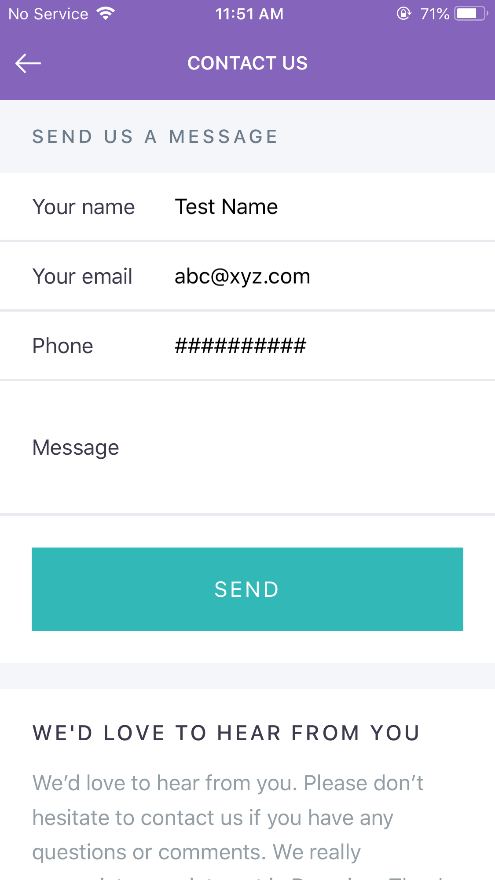 No Service 11:51 AM 71%
CONTACT US
SEND US A MESSAGE
Your name Test Name
Your email abc@xyz.com
Phone ##########
Message
SEND
WE'D LOVE TO HEAR FROM YOU
We’d love to hear from you. Please don’t
hesitate to contact us if you have any
questions or comments. We really